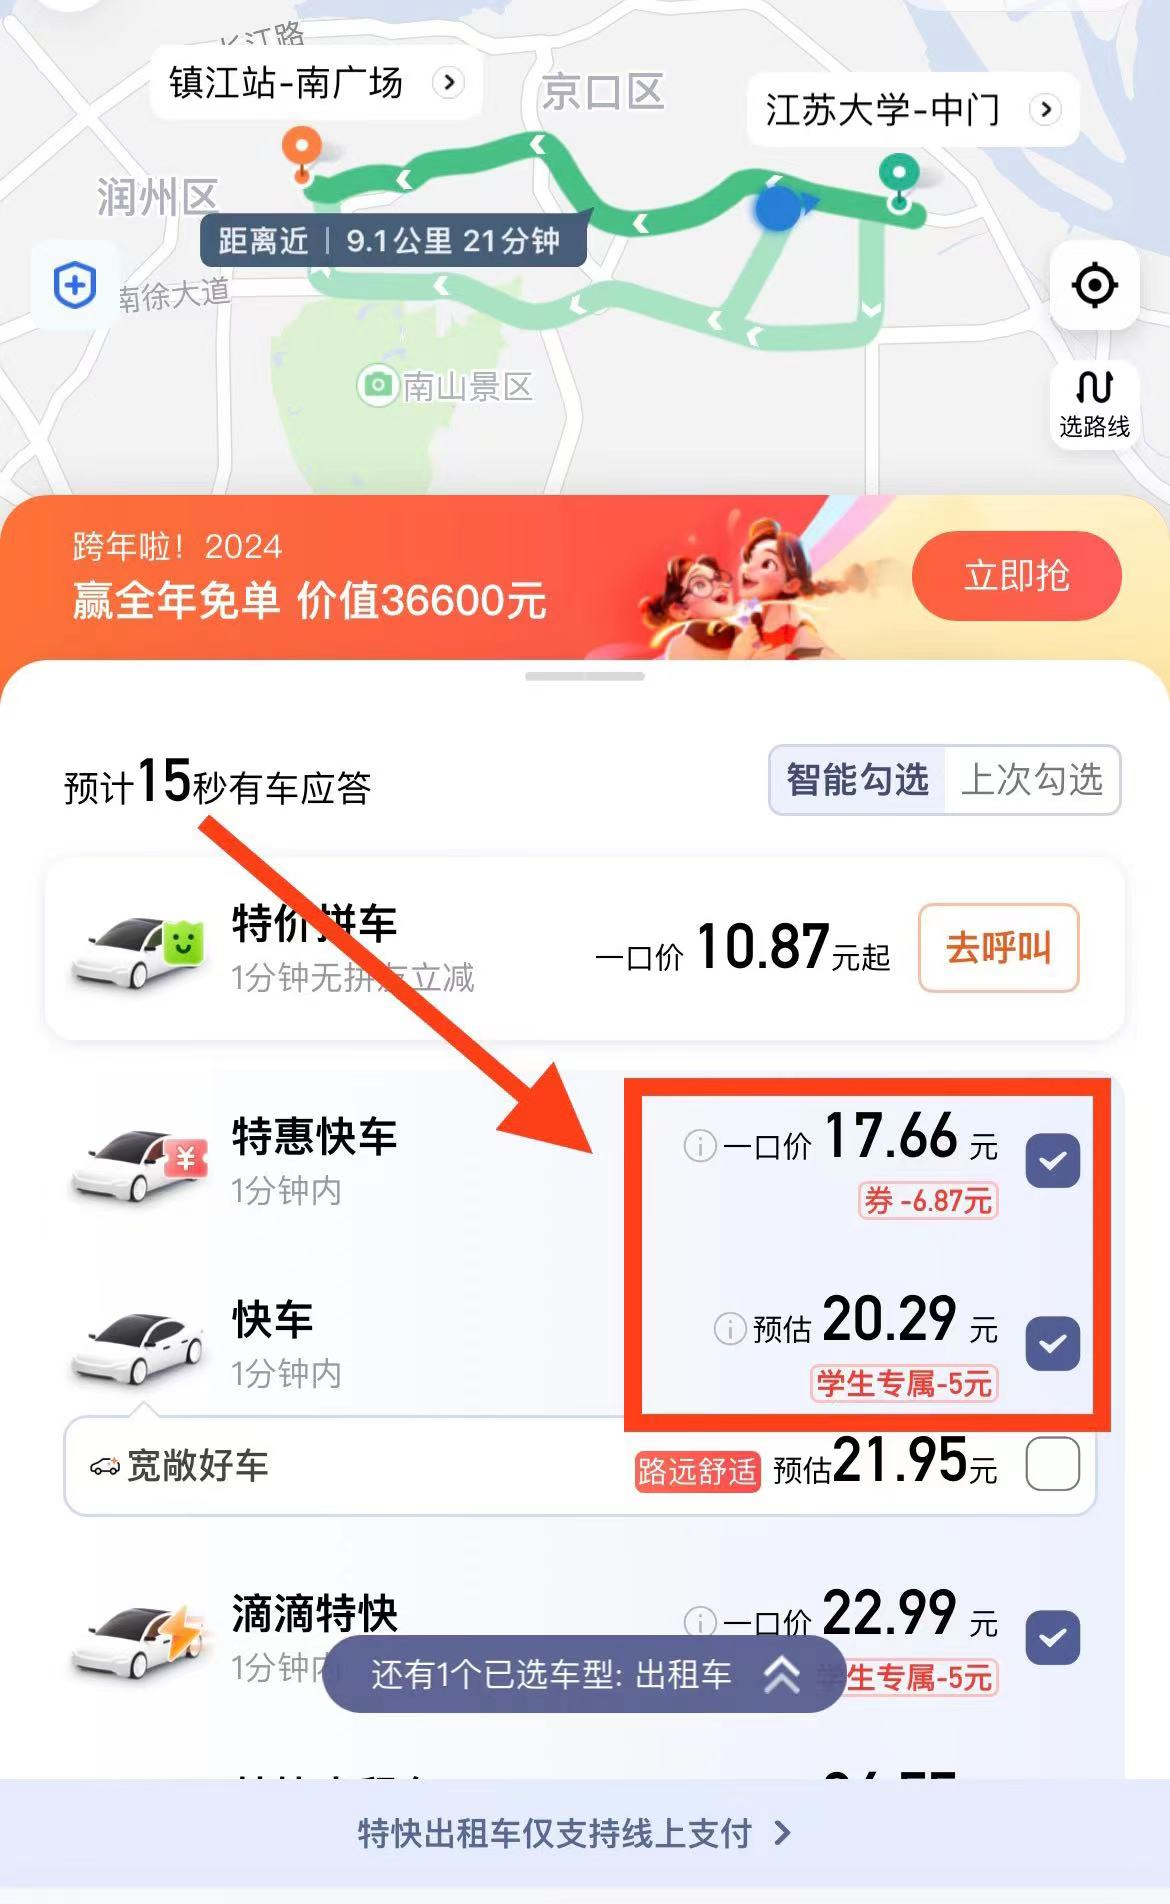 长江路
镇江站-南广场
京口区
江苏大学-中门
润州区
距离近 | 9.1公里 21分钟
南徐大道
南山景区
选路线
跨年啦！2024
赢全年免单 价值36600元
立即抢
预计15秒有车应答
智能勾选 上次勾选
特价拼车
1分钟无拼友立减
一口价 10.87元起
去呼叫
特惠快车
1分钟内
一口价 17.66 元
券 -6.87元
快车
1分钟内
预估 20.29 元
学生专属-5元
宽敞好车
路远舒适 预估21.95元
滴滴特快
1分钟内
一口价 22.99 元
学生专属-5元
还有1个已选车型: 出租车
特快出租车仅支持线上支付